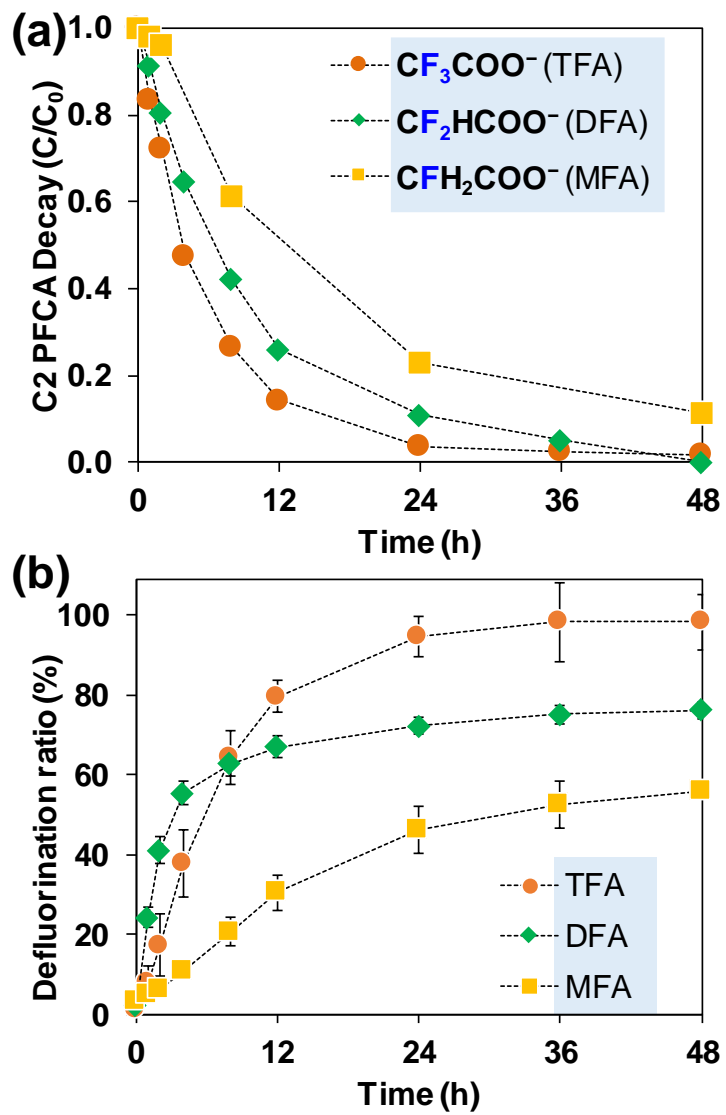 (a)
C2 PFCA Decay (C/C₀)
1.0
0.8
0.6
0.4
0.2
0.0
CF₃COO⁻ (TFA)
CF₂HCOO⁻ (DFA)
CFH₂COO⁻ (MFA)
0 12 24 36 48
Time (h)
(b)
Defluorination ratio (%)
100
80
60
40
20
0
TFA
DFA
MFA
0 12 24 36 48
Time (h)